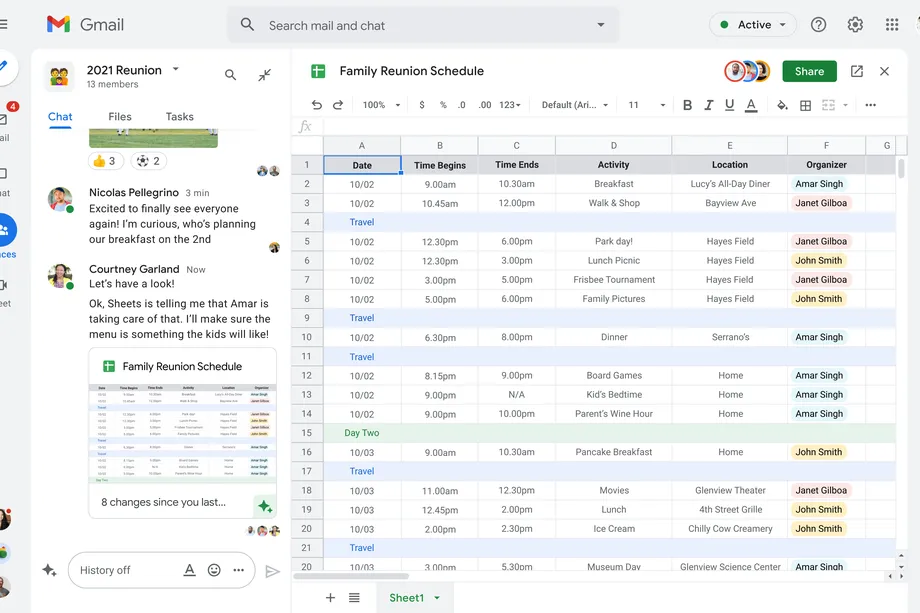 Gmail
Search mail and chat
Active
2021 Reunion
13 members
Chat Files Tasks
3 2
Nicolas Pellegrino 3 min
Excited to finally see everyone
again! I'm curious, who's planning
our breakfast on the 2nd
Courtney Garland Now
Let's have a look!
Ok, Sheets is telling me that Amar is
taking care of that. I'll make sure the
menu is something the kids will like!
Family Reunion Schedule
8 changes since you last...
History off
4
Family Reunion Schedule
Share
100% $ % .0 .00 123 Default (Ari... 11 B I U A
fx
A B C D E F G
1 Date Time Begins Time Ends Activity Location Organizer
2 10/02 9.00am 10.30am Breakfast Lucy's All-Day Diner Amar Singh
3 10/02 10.45am 12.00pm Walk & Shop Bayview Ave Janet Gilboa
4 Travel
5 10/02 12.30pm 6.00pm Park day! Hayes Field Janet Gilboa
6 10/02 12.30pm 3.00pm Lunch Picnic Hayes Field John Smith
7 10/02 3.00pm 5.00pm Frisbee Tournament Hayes Field Janet Gilboa
8 10/02 5.00pm 6.00pm Family Pictures Hayes Field John Smith
9 Travel
10 10/02 6.30pm 8.00pm Dinner Serrano's Amar Singh
11 Travel
12 10/02 8.15pm 9.00pm Board Games Home Amar Singh
13 10/02 9.00pm N/A Kid's Bedtime Home Amar Singh
14 10/02 9.00pm 10.00pm Parent's Wine Hour Home Amar Singh
15 Day Two
16 10/03 9.00am 10.30am Pancake Breakfast Home John Smith
17 Travel
18 10/03 11.00am 12.30pm Movies Glenview Theater Janet Gilboa
19 10/03 12.45pm 2.00pm Lunch 4th Street Grille John Smith
20 10/03 2.00pm 2.30pm Ice Cream Chilly Cow Creamery John Smith
21 Travel
20 10/03 3.00pm 5.30pm Museum Day Glenview Science Center Amar Singh
Sheet1